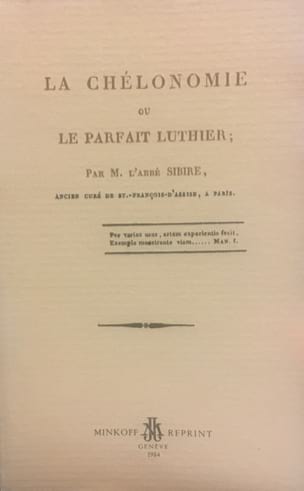 LA CHÉLONOMIE
OU
LE PARFAIT LUTHIER;
PAR M. L'ABBÉ SIBIRE,
ANCIEN CURÉ DE ST.-FRANÇOIS-D'ASSISE, A PARIS.
Per varios usus, artem experientia fecit,
Exemplo monstrante viam...... MAN. I.
MINKOFF REPRINT
GENÈVE
1984